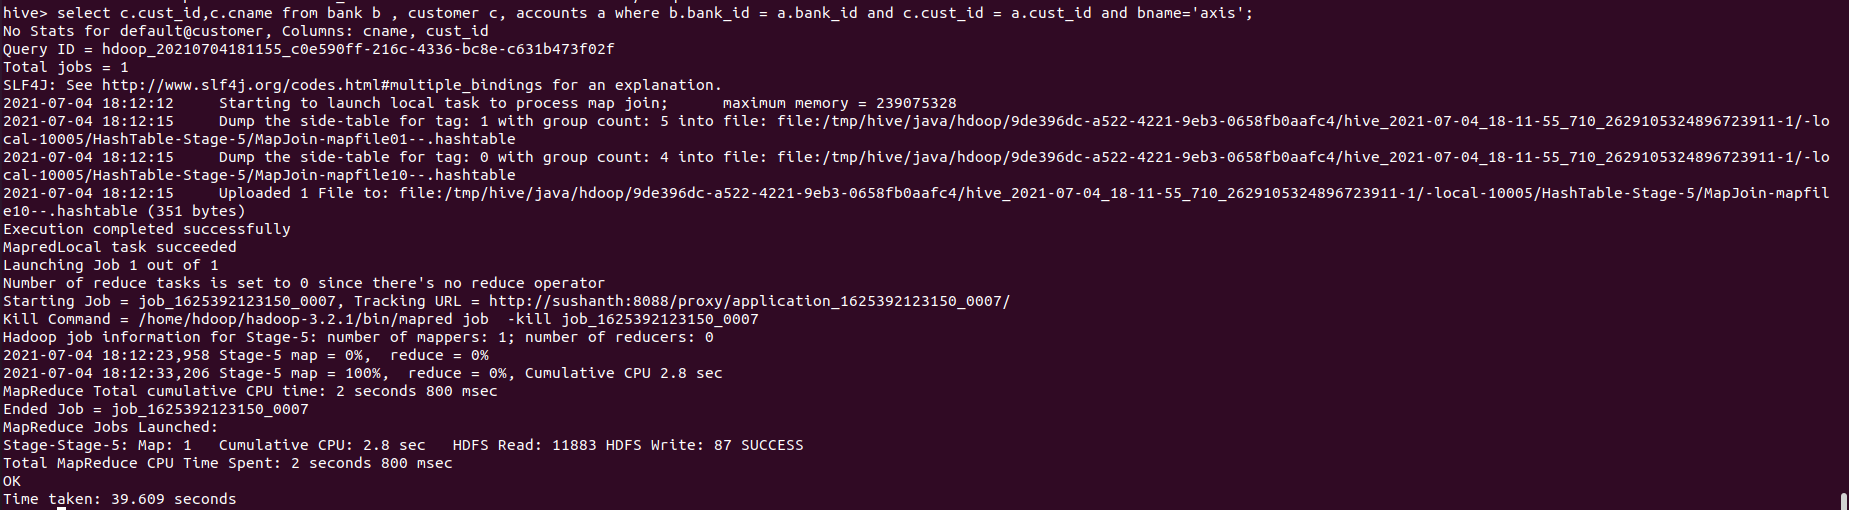 hive> select c.cust_id,c.cname from bank b , customer c, accounts a where b.bank_id = a.bank_id and c.cust_id = a.cust_id and bname='axis';
No Stats for default@customer, Columns: cname, cust_id
Query ID = hdoop_20210704181155_c0e590ff-216c-4336-bc8e-c631b473f02f
Total jobs = 1
SLF4J: See http://www.slf4j.org/codes.html#multiple_bindings for an explanation.
2021-07-04 18:12:12     Starting to launch local task to process map join;      maximum memory = 239075328
2021-07-04 18:12:15     Dump the side-table for tag: 1 with group count: 5 into file: file:/tmp/hive/java/hdoop/9de396dc-a522-4221-9eb3-0658fb0aafc4/hive_2021-07-04_18-11-55_710_2629105324896723911-1/-lo
cal-10005/HashTable-Stage-5/MapJoin-mapfile01--.hashtable
2021-07-04 18:12:15     Dump the side-table for tag: 0 with group count: 4 into file: file:/tmp/hive/java/hdoop/9de396dc-a522-4221-9eb3-0658fb0aafc4/hive_2021-07-04_18-11-55_710_2629105324896723911-1/-lo
cal-10005/HashTable-Stage-5/MapJoin-mapfile10--.hashtable
2021-07-04 18:12:15     Uploaded 1 File to: file:/tmp/hive/java/hdoop/9de396dc-a522-4221-9eb3-0658fb0aafc4/hive_2021-07-04_18-11-55_710_2629105324896723911-1/-local-10005/HashTable-Stage-5/MapJoin-mapfil
e10--.hashtable (351 bytes)
Execution completed successfully
MapredLocal task succeeded
Launching Job 1 out of 1
Number of reduce tasks is set to 0 since there's no reduce operator
Starting Job = job_1625392123150_0007, Tracking URL = http://sushanth:8088/proxy/application_1625392123150_0007/
Kill Command = /home/hdoop/hadoop-3.2.1/bin/mapred job  -kill job_1625392123150_0007
Hadoop job information for Stage-5: number of mappers: 1; number of reducers: 0
2021-07-04 18:12:23,958 Stage-5 map = 0%,  reduce = 0%
2021-07-04 18:12:33,206 Stage-5 map = 100%,  reduce = 0%, Cumulative CPU 2.8 sec
MapReduce Total cumulative CPU time: 2 seconds 800 msec
Ended Job = job_1625392123150_0007
MapReduce Jobs Launched:
Stage-Stage-5: Map: 1   Cumulative CPU: 2.8 sec   HDFS Read: 11883 HDFS Write: 87 SUCCESS
Total MapReduce CPU Time Spent: 2 seconds 800 msec
OK
Time taken: 39.609 seconds